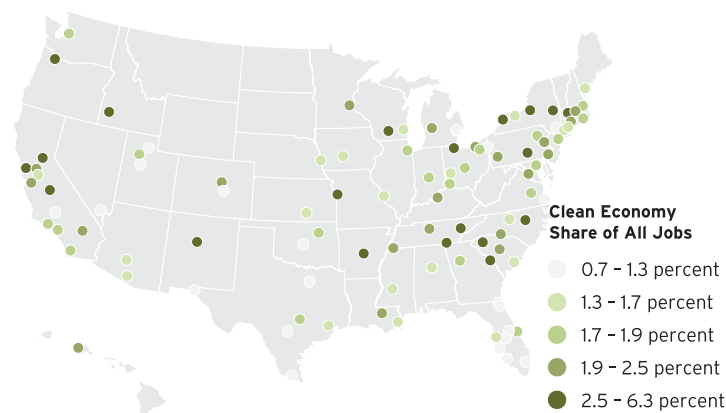 Clean Economy
Share of All Jobs
0.7 – 1.3 percent
1.3 – 1.7 percent
1.7 – 1.9 percent
1.9 – 2.5 percent
2.5 – 6.3 percent